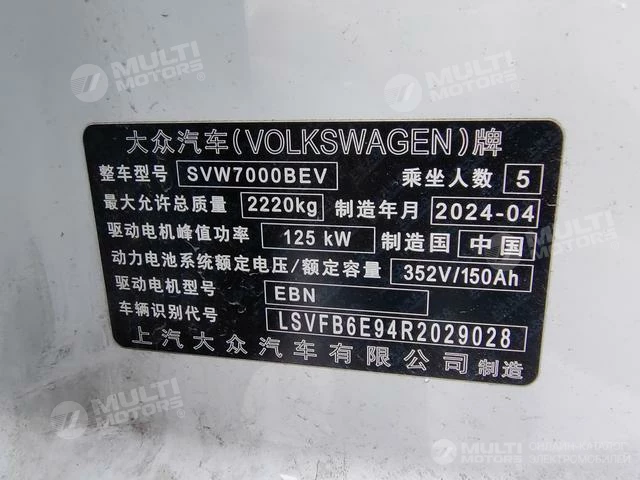 MULTI MOTORS®
MULTI MOTORS®
大众汽车(VOLKSWAGEN)牌
整车型号 SVW7000BEV 乘坐人数 5
最大允许总质量 2220kg 制造年月 2024-04
驱动电机峰值功率 125 kW 制造国 中国
动力电池系统额定电压/额定容量 352V/150Ah
驱动电机型号 EBN
车辆识别代号 LSVFB6E94R2029028
上汽大众汽车有限公司 制造
MULTI MOTORS®
MULTI MOTORS
ЭЛЕКТРОМОБИЛЕЙ